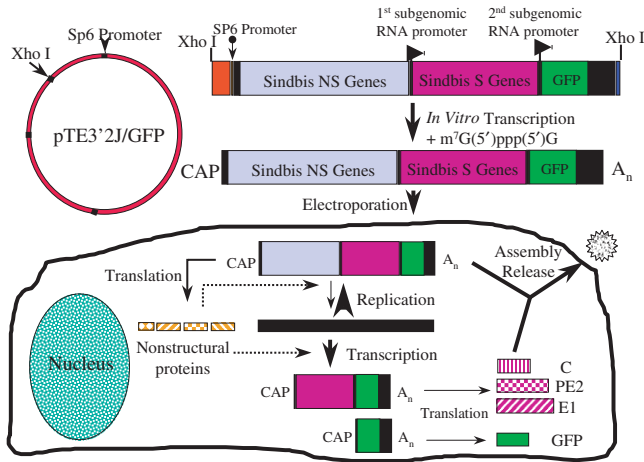 Sp6 Promoter
Xho I
pTE3'2J/GFP
Xho I
SP6 Promoter
1st subgenomic
RNA promoter
2nd subgenomic
RNA promoter
Xho I
Sindbis NS Genes
Sindbis S Genes
GFP
In Vitro Transcription
+ m7G(5′)ppp(5′)G
CAP
Sindbis NS Genes
Sindbis S Genes
GFP
An
Electroporation
CAP
An
Assembly
Release
Translation
Replication
Nonstructural
proteins
Nucleus
Transcription
CAP
An
Translation
C
PE2
E1
CAP
An
GFP